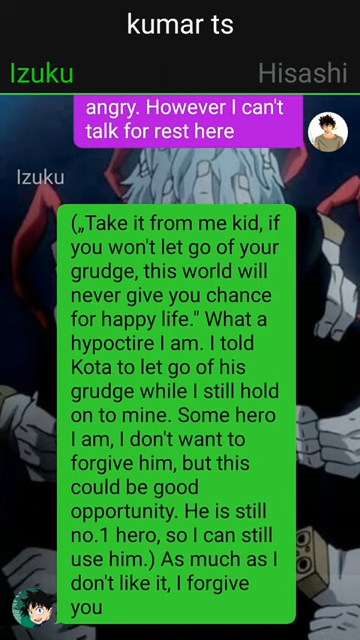 kumar ts
Izuku
Hisashi
angry. However I can't
talk for rest here
Izuku
(„Take it from me kid, if
you won't let go of your
grudge, this world will
never give you chance
for happy life." What a
hypoctire I am. I told
Kota to let go of his
grudge while I still hold
on to mine. Some hero
I am, I don't want to
forgive him, but this
could be good
opportunity. He is still
no.1 hero, so I can still
use him.) As much as I
don't like it, I forgive
you